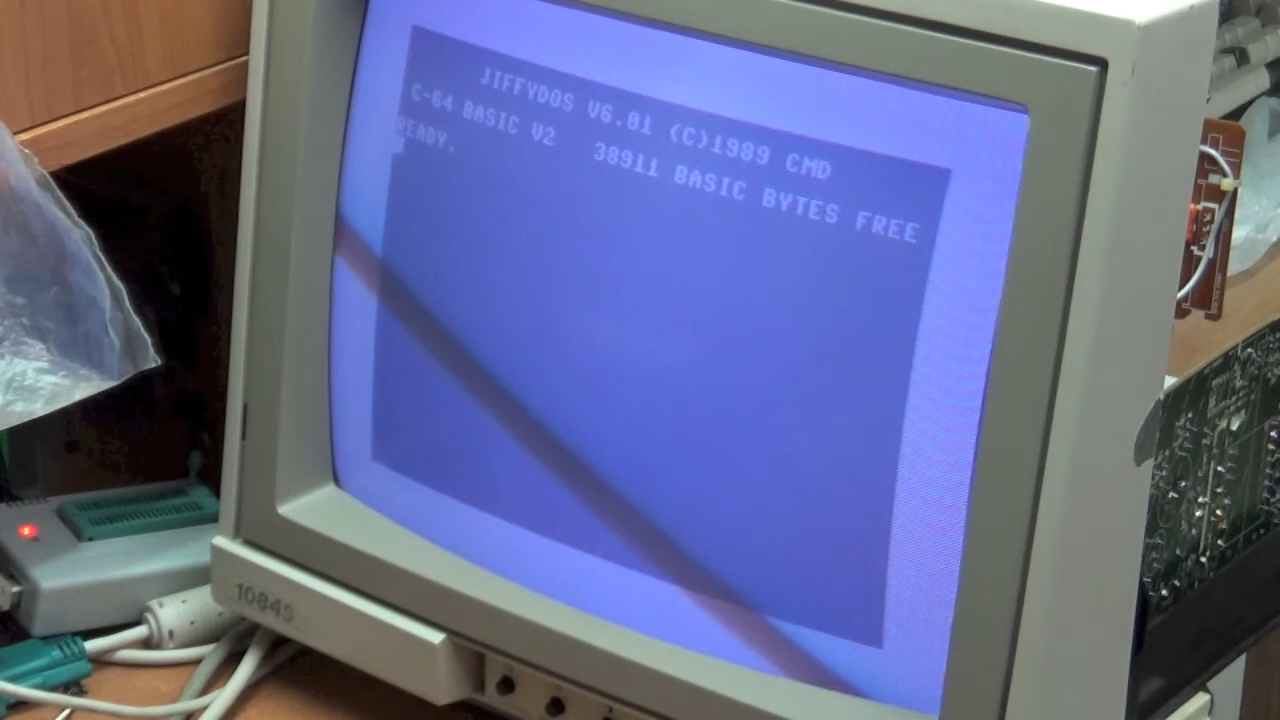 JIFFYDOS V6.01 (C)1989 CMD
C-64 BASIC V2   38911 BASIC BYTES FREE
READY.
1084S